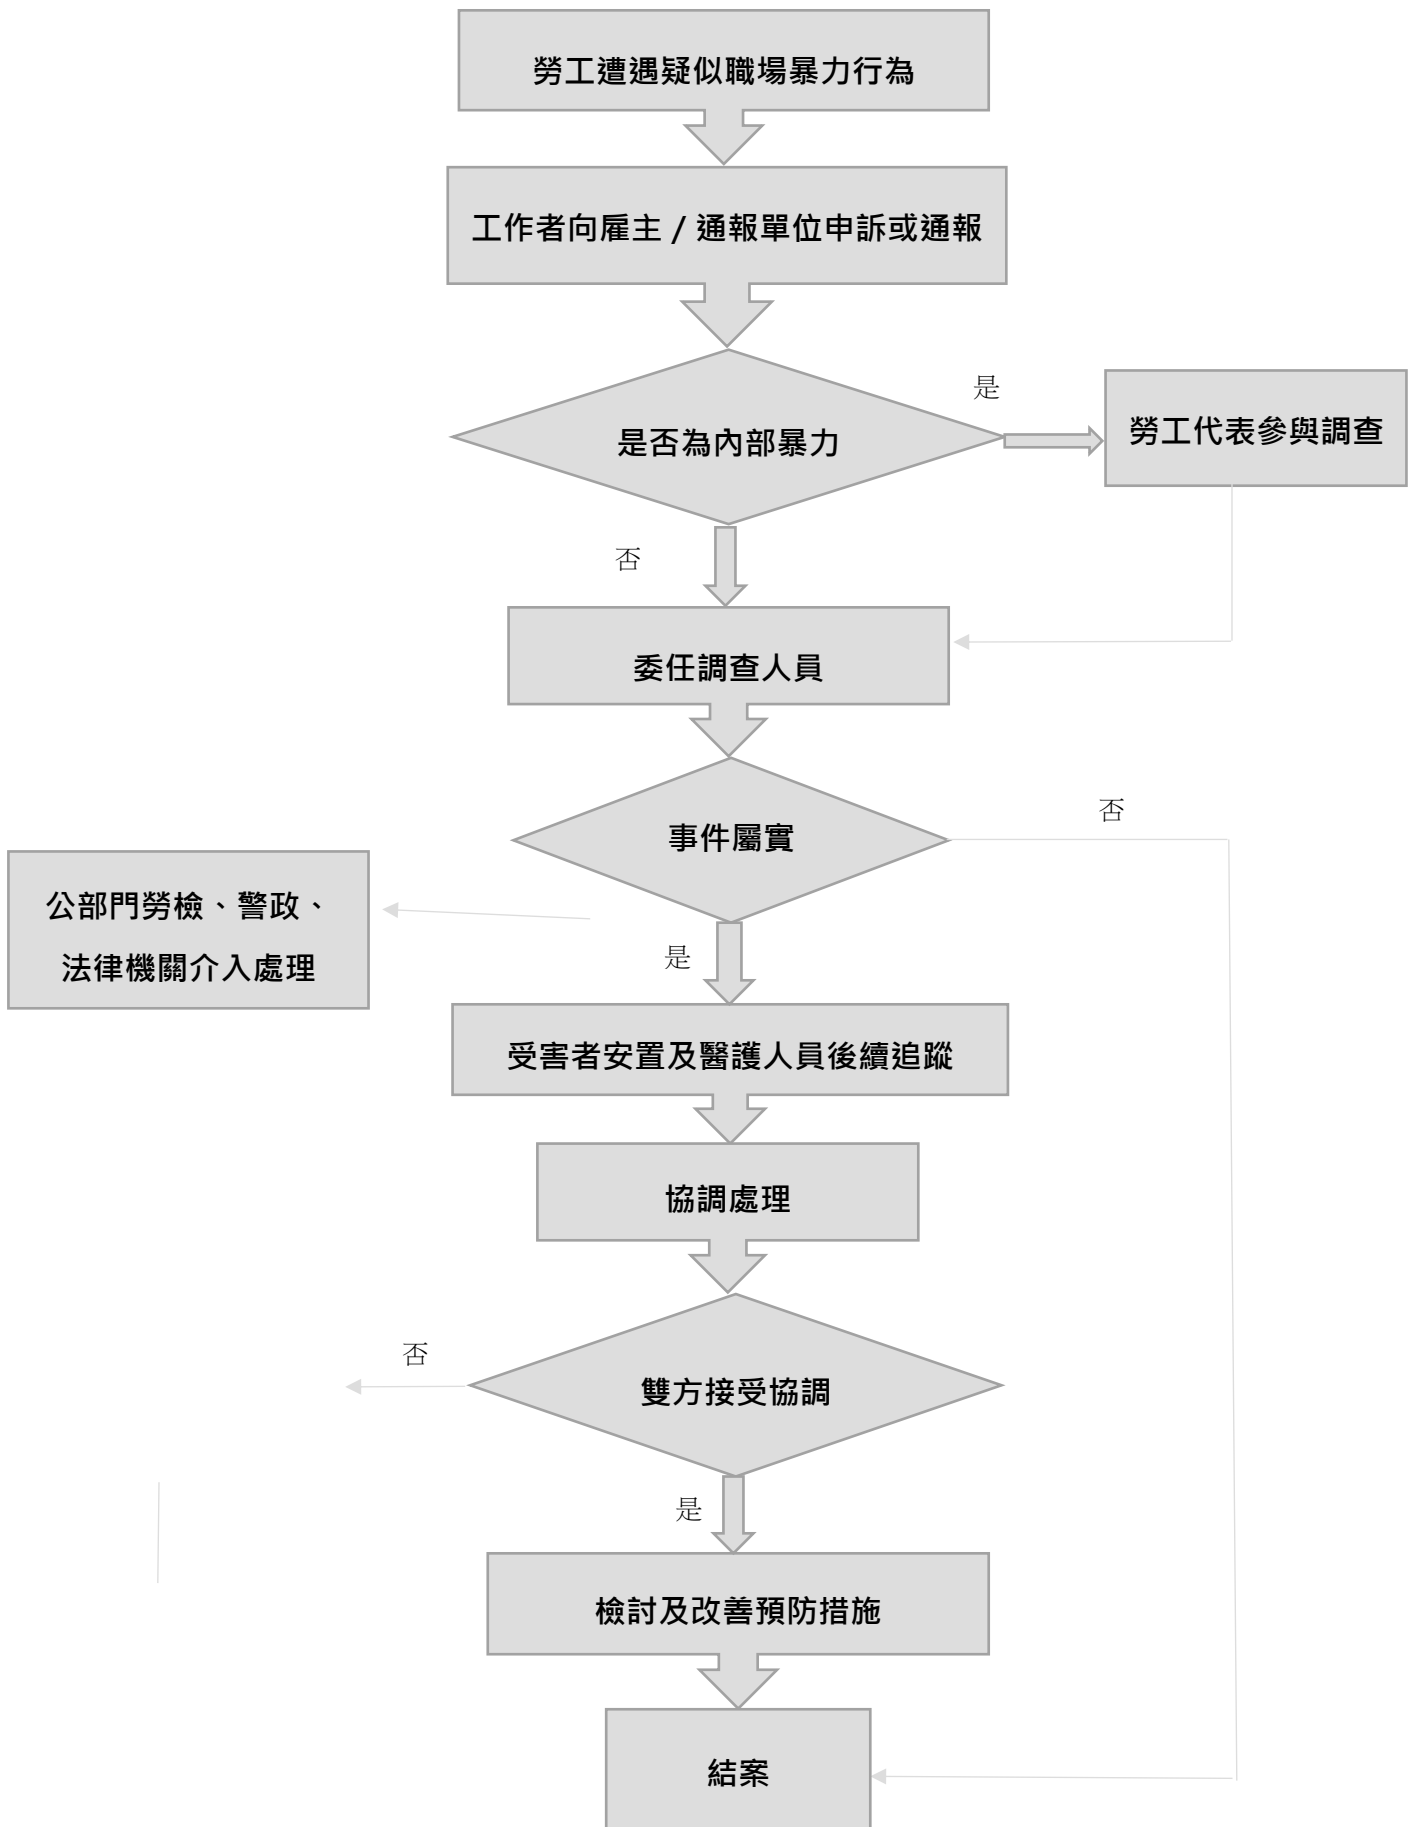 勞工遭遇疑似職場暴力行為
工作者向雇主 / 通報單位申訴或通報
是
勞工代表參與調查
是否為內部暴力
否
委任調查人員
否
事件屬實
公部門勞檢、警政、
法律機關介入處理
是
受害者安置及醫護人員後續追蹤
協調處理
否
雙方接受協調
是
檢討及改善預防措施
結案